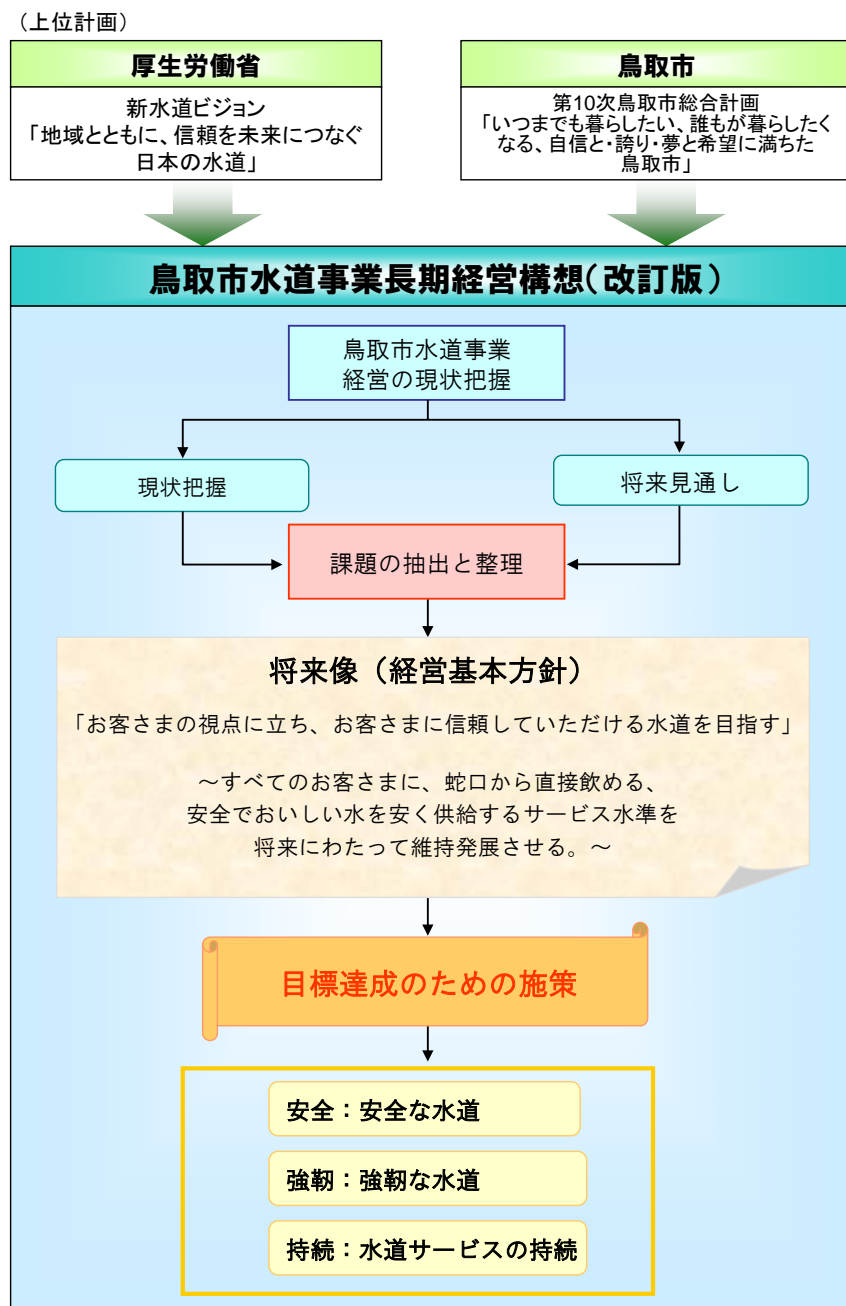 （上位計画）
厚生労働省
新水道ビジョン
「地域とともに、信頼を未来につなぐ
日本の水道」
鳥取市
第10次鳥取市総合計画
「いつまでも暮らしたい、誰もが暮らしたく
なる、自信と・誇り・夢と希望に満ちた
鳥取市」
鳥取市水道事業長期経営構想（改訂版）
鳥取市水道事業
経営の現状把握
現状把握
将来見通し
課題の抽出と整理
将来像（経営基本方針）
「お客さまの視点に立ち、お客さまに信頼していただける水道を目指す」
～すべてのお客さまに、蛇口から直接飲める、
安全でおいしい水を安く供給するサービス水準を
将来にわたって維持発展させる。～
目標達成のための施策
安全：安全な水道
強靭：強靭な水道
持続：水道サービスの持続